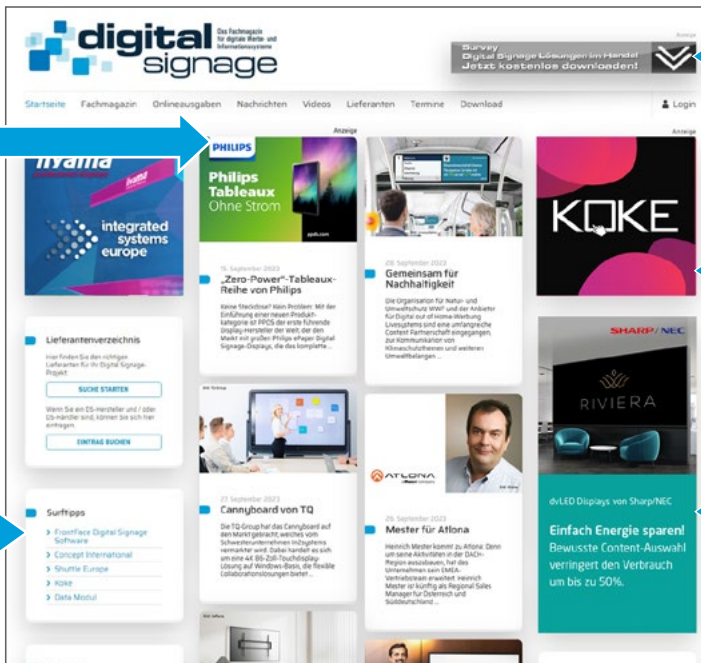 digital
signage
Das Fachmagazin
für digitale Werbe- und
Informationssysteme
Anzeige
Survey
Digital Signage Lösungen im Handel
Jetzt kostenlos downloaden!
Startseite Fachmagazin Onlineausgaben Nachrichten Videos Lieferanten Termine Download
Login
iiyama
integrated
systems
europe
Lieferantenverzeichnis
Hier finden Sie den richtigen
Lieferanten für Ihr Digital Signage-
Projekt:
SUCHE STARTEN
Wenn Sie ein DS-Hersteller und / oder
DS-Händler sind, können Sie sich hier
eintragen:
EINTRAG BUCHEN
Surftipps
FrontFace Digital Signage
Software
Concept International
Shuttle Europe
Koke
Data Modul
Anzeige
PHILIPS
Philips
Tableaux
Ohne Strom
ppds.com
15. September 2023
„Zero-Power“-Tableaux-
Reihe von Philips
Keine Steckdose? Kein Problem: Mit der
Einführung einer neuen Produkt-
kategorie ist PPDS der erste führende
Display-Hersteller der Welt, der den
Markt mit großen Philips ePaper Digital
Signage-Displays, die das komplette ...
27. September 2023
Cannyboard von TQ
Die TQ-Group hat das Cannyboard auf
den Markt gebracht, welches vom
Schwesterunternehmen In2systems
vermarktet wird. Dabei handelt es sich
um eine 4K 86-Zoll-Touchdisplay-
Lösung auf Windows-Basis, die flexible
Collaborationslösungen bietet ...
28. September 2023
Gemeinsam für
Nachhaltigkeit
Die Organisation für Natur- und
Umweltschutz WWF und der Anbieter
für Digital out of Home-Werbung
Livesystems sind eine umfangreiche
Content Partnerschaft eingegangen,
zur Kommunikation von
Klimaschutzthemen und weiteren
Umweltbelangen ...
ATLONA
26. September 2023
Mester für Atlona
Heinrich Mester kommt zu Atlona: Denn
um seine Aktivitäten in der DACH-
Region auszubauen, hat das
Unternehmen sein EMEA-
Vertriebsteam erweitert. Heinrich
Mester ist künftig als Regional Sales
Manager für Österreich und
Süddeutschland ...
Anzeige
KOKE
SHARP/NEC
RIVIERA
dvLED Displays von Sharp/NEC
Einfach Energie sparen!
Bewusste Content-Auswahl
verringert den Verbrauch
um bis zu 50%.